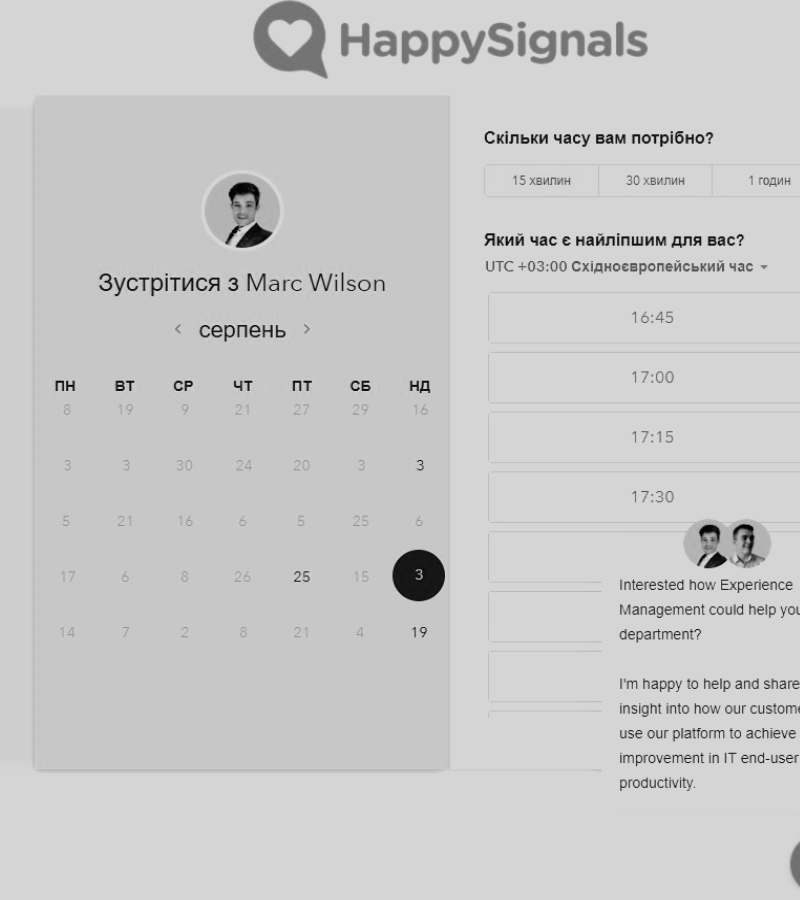 HappySignals
Зустрітися з Marc Wilson
серпень
ПН ВТ СР ЧТ ПТ СБ НД
8 19 9 21 27 29 16
3 3 30 24 20 3 3
5 21 16 6 5 25 6
17 6 8 26 25 15 3
14 7 2 8 21 4 19
Скільки часу вам потрібно?
15 хвилин 30 хвилин 1 годин
Який час є найліпшим для вас?
UTC +03:00 Східноєвропейський час
16:45
17:00
17:15
17:30
Interested how Experience
Management could help you
department?
I'm happy to help and share
insight into how our custome
use our platform to achieve
improvement in IT end-user
productivity.